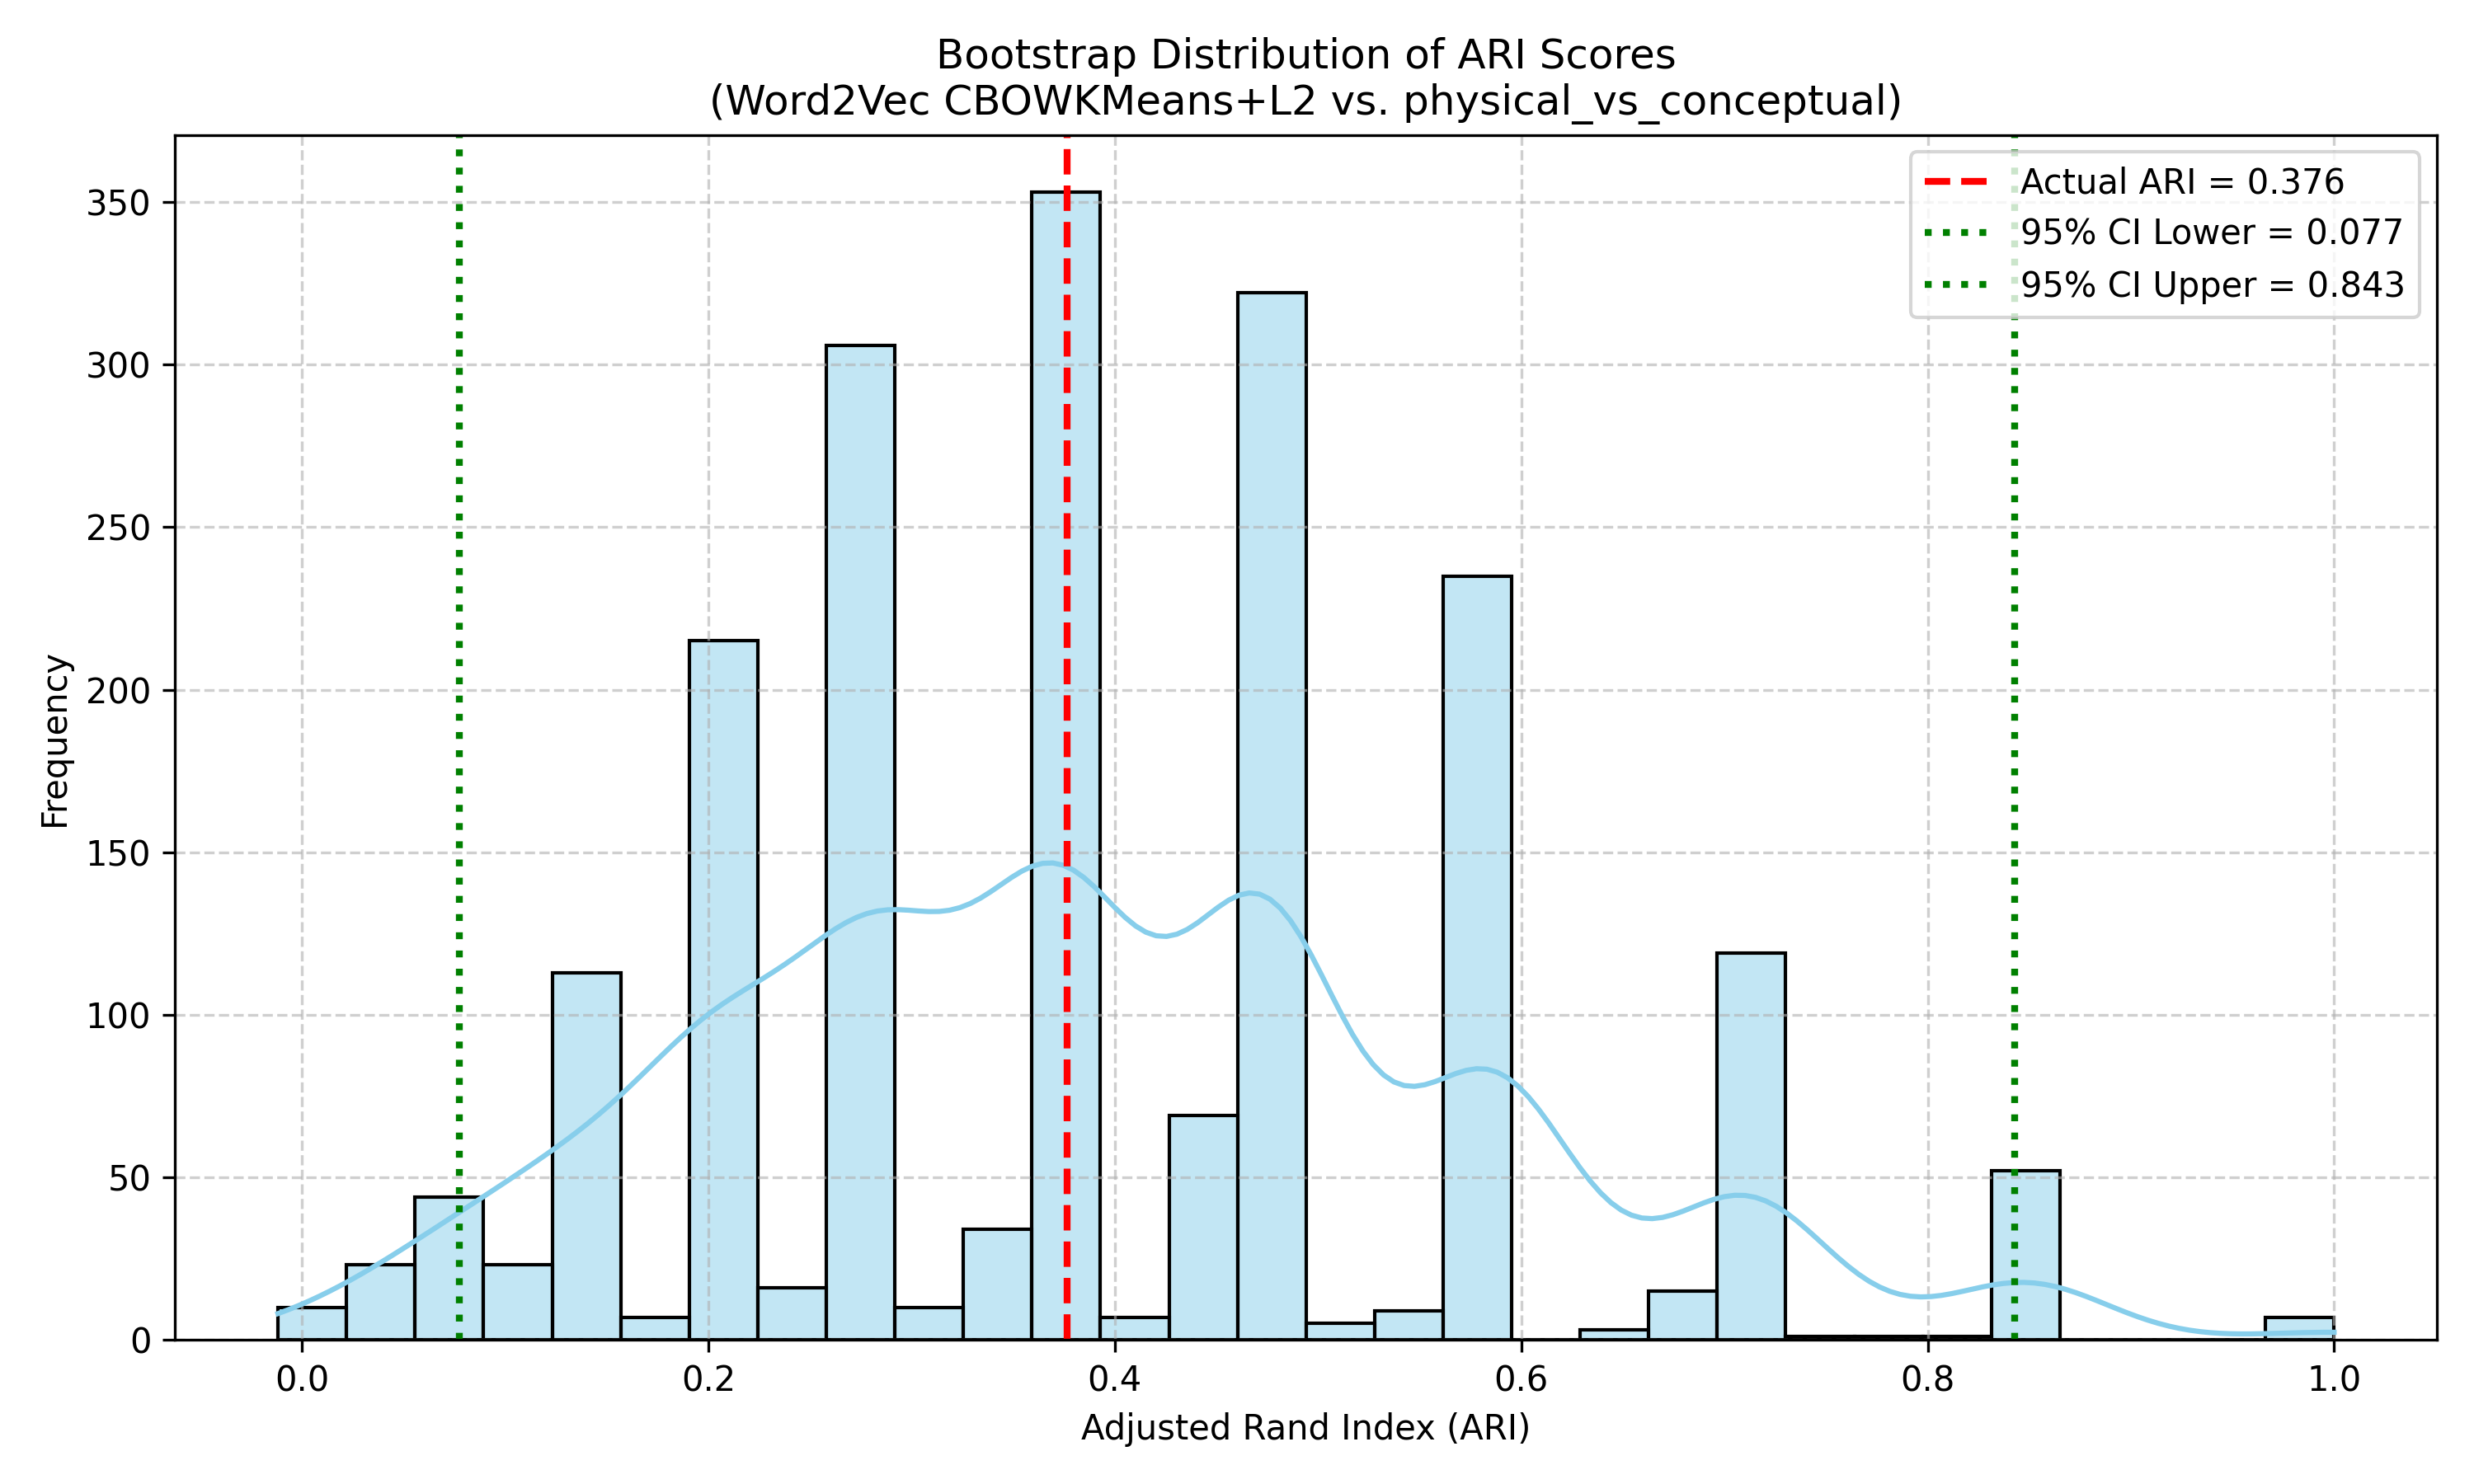 Bootstrap Distribution of ARI Scores
(Word2Vec CBOWKMeans+L2 vs. physical_vs_conceptual)
Actual ARI = 0.376
95% CI Lower = 0.077
95% CI Upper = 0.843
Frequency
350
300
250
200
150
100
50
0
0.0 0.2 0.4 0.6 0.8 1.0
Adjusted Rand Index (ARI)